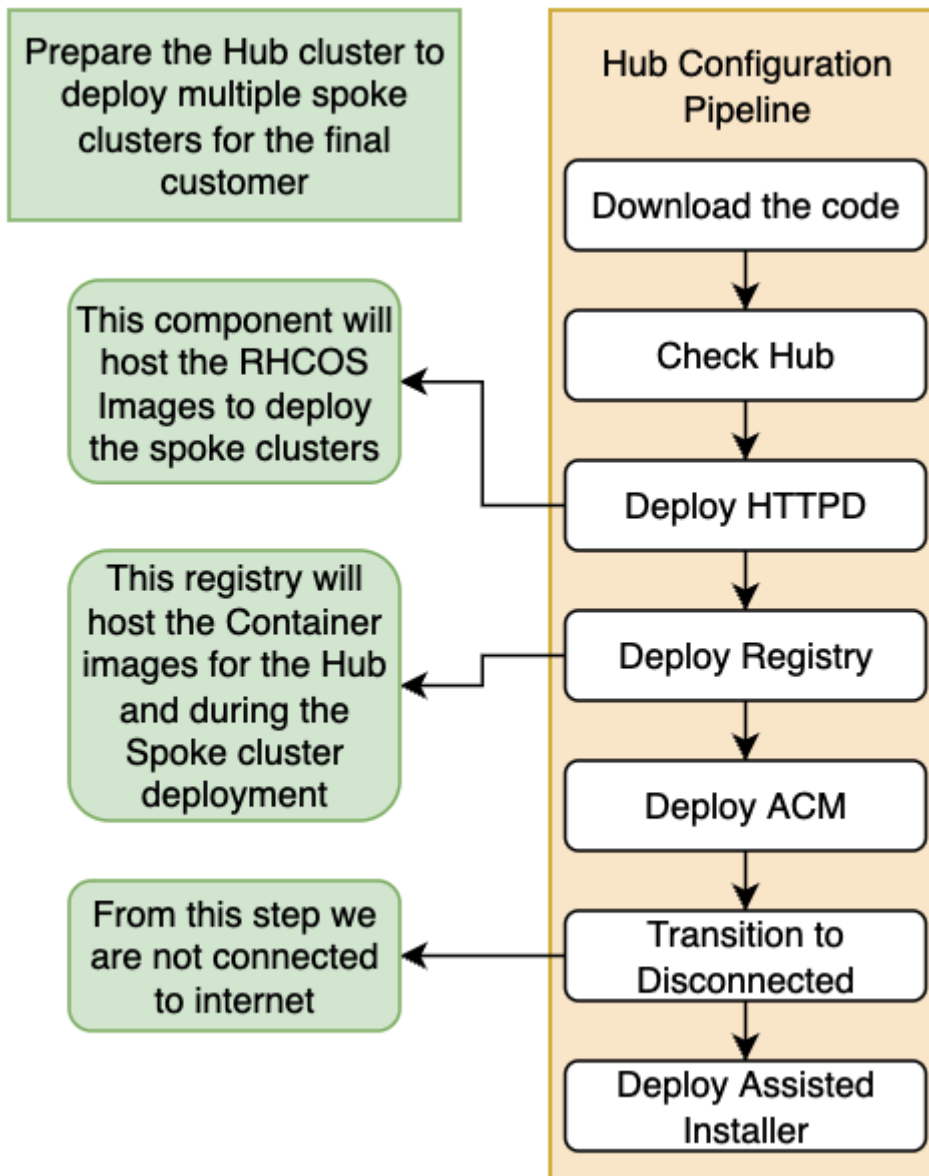 Prepare the Hub cluster to
deploy multiple spoke
clusters for the final
customer
Hub Configuration
Pipeline
Download the code
Check Hub
This component will
host the RHCOS
Images to deploy
the spoke clusters
Deploy HTTPD
This registry will
host the Container
images for the Hub
and during the
Spoke cluster
deployment
Deploy Registry
Deploy ACM
From this step we
are not connected
to internet
Transition to
Disconnected
Deploy Assisted
Installer